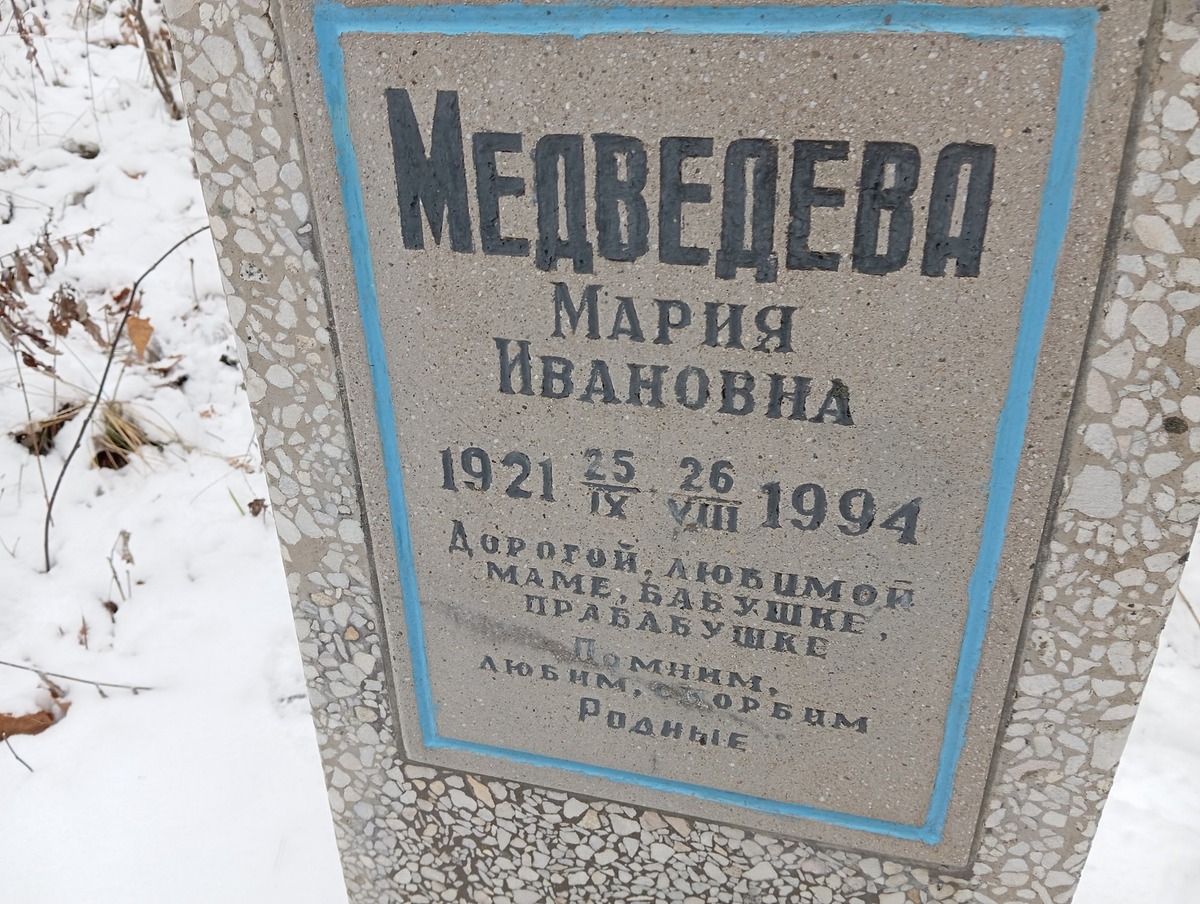 МЕДВЕДЕВА
МАРИЯ
ИВАНОВНА
1921 25/IX 26/VIII 1994
ДОРОГОЙ, ЛЮБИМОЙ
МАМЕ, БАБУШКЕ,
ПРАБАБУШКЕ
ПОМНИМ,
ЛЮБИМ, СКОРБИМ
РОДНЫЕ